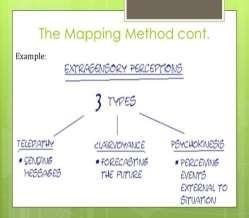 The Mapping Method cont.
Example:
EXTRASENSORY PERCEPTIONS
3 TYPES
TELEPATHY
• SENDING
MESSAGES
CLAIRVOYANCE
• FORECASTING
THE FUTURE
PSYCHOKINESIS
• PERCEIVING
EVENTS
EXTERNAL TO
SITUATION